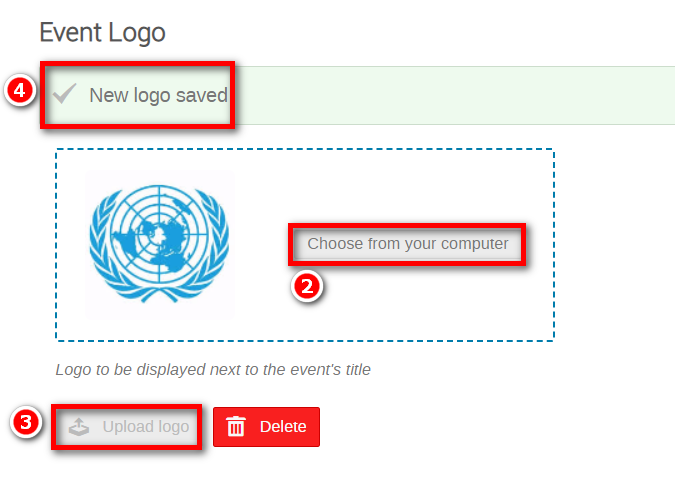 Event Logo
4
New logo saved
Choose from your computer
2
Logo to be displayed next to the event's title
3
Upload logo
Delete